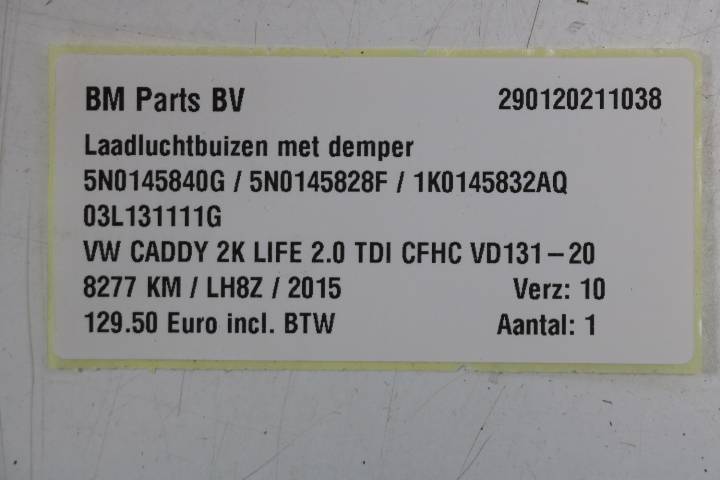 BM Parts BV 290120211038
Laadluchtbuizen met demper
5N0145840G / 5N0145828F / 1K0145832AQ
03L131111G
VW CADDY 2K LIFE 2.0 TDI CFHC VD131-20
8277 KM / LH8Z / 2015 Verz: 10
129.50 Euro incl. BTW Aantal: 1